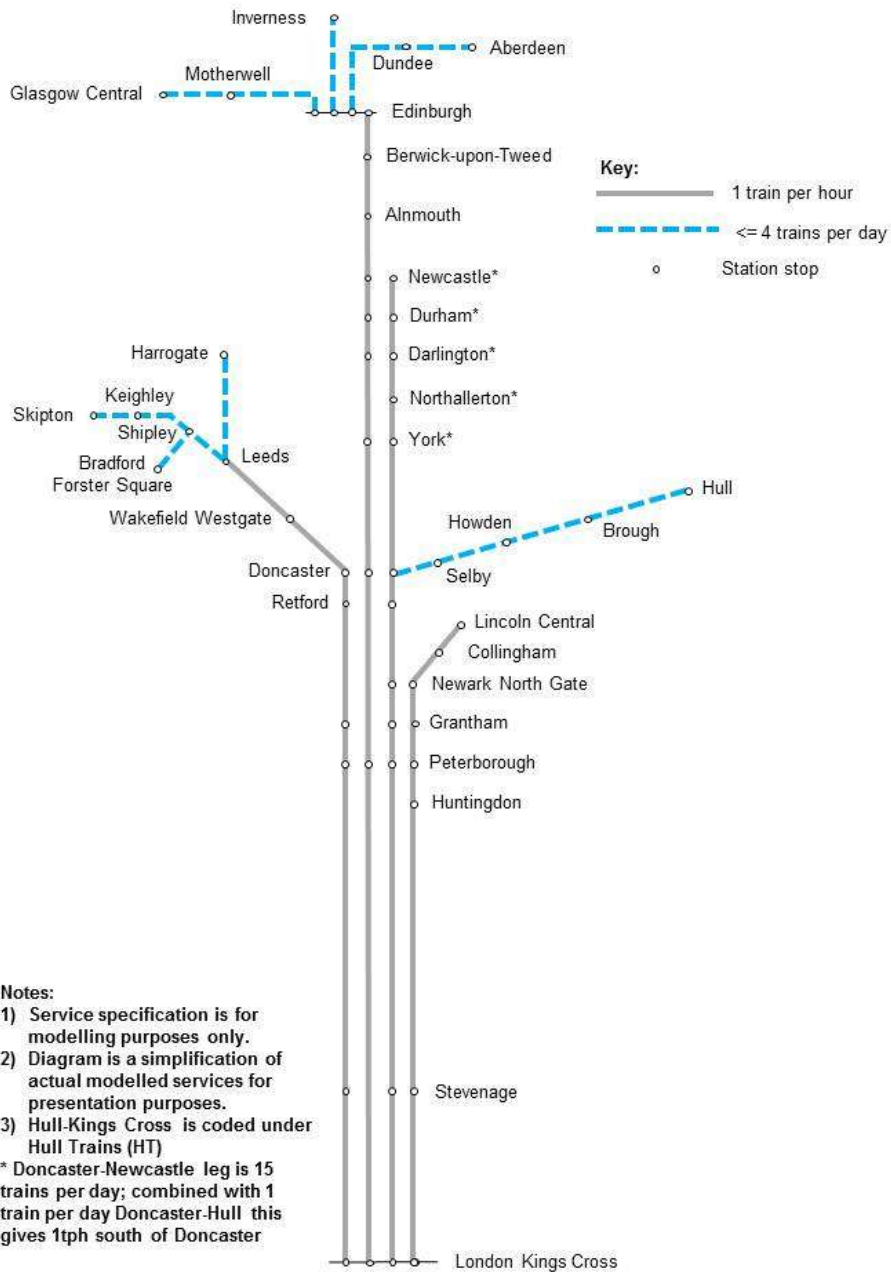 Inverness
Aberdeen
Dundee
Motherwell
Glasgow Central
Edinburgh
Berwick-upon-Tweed
Key:
1 train per hour
<= 4 trains per day
Station stop
Alnmouth
Newcastle*
Durham*
Darlington*
Northallerton*
York*
Harrogate
Keighley
Skipton
Shipley
Bradford
Forster Square
Leeds
Wakefield Westgate
Hull
Howden
Brough
Selby
Doncaster
Retford
Lincoln Central
Collingham
Newark North Gate
Grantham
Peterborough
Huntingdon
Stevenage
London Kings Cross
Notes:
1) Service specification is for
modelling purposes only.
2) Diagram is a simplification of
actual modelled services for
presentation purposes.
3) Hull-Kings Cross is coded under
Hull Trains (HT)
* Doncaster-Newcastle leg is 15
trains per day; combined with 1
train per day Doncaster-Hull this
gives 1tph south of Doncaster